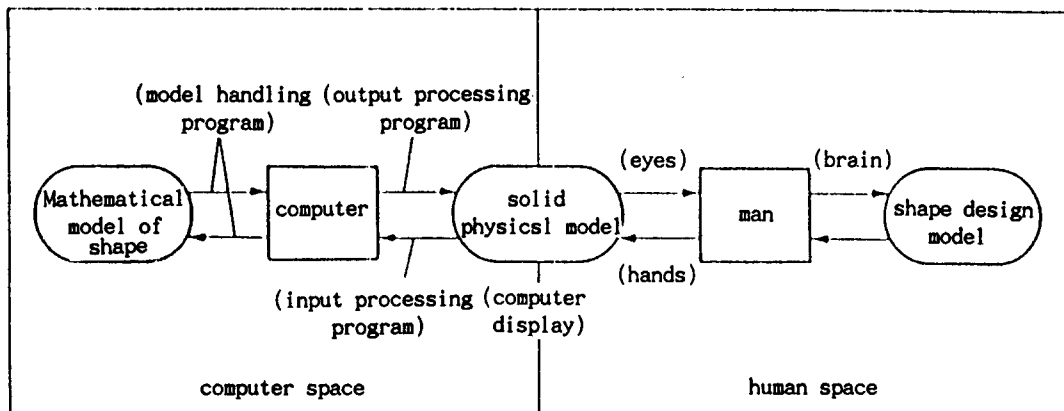 (model handling
program)
(output processing
program)
(eyes)
(brain)
Mathematical
model of
shape
computer
solid
physicsl model
man
shape design
model
(hands)
(input processing
program)
(computer
display)
computer space
human space